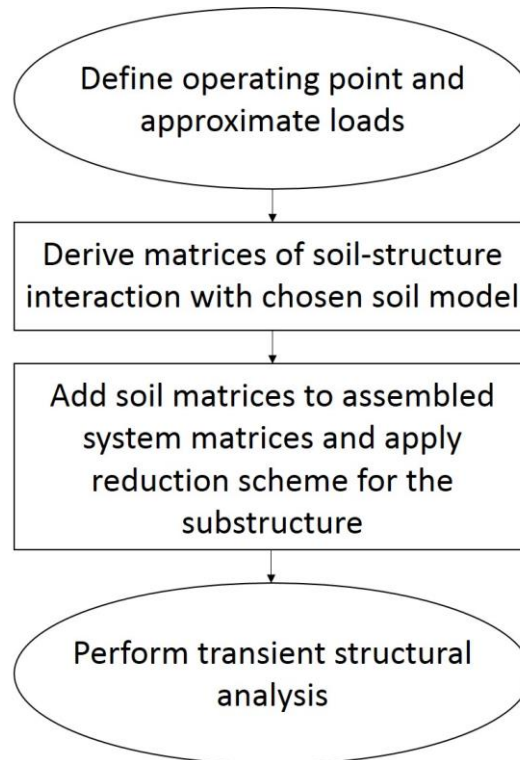 Define operating point and
approximate loads
Derive matrices of soil-structure
interaction with chosen soil model
Add soil matrices to assembled
system matrices and apply
reduction scheme for the
substructure
Perform transient structural
analysis